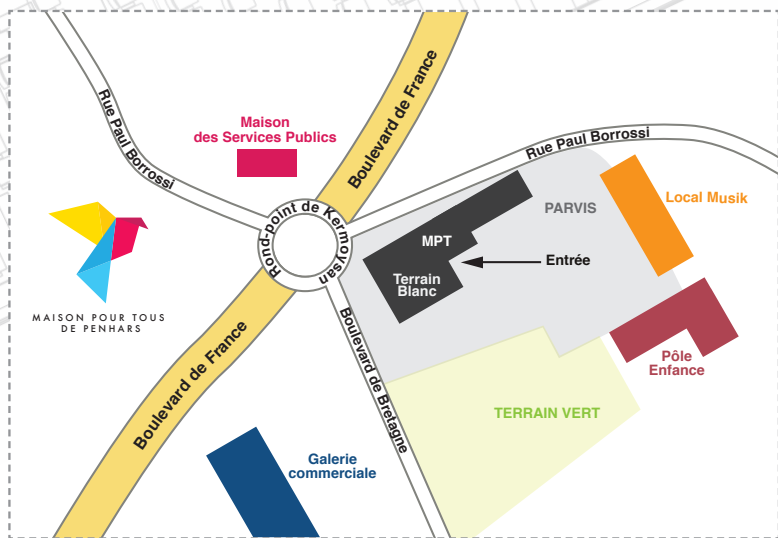 Boulevard de France
Rue Paul Borrossi
Maison
des Services Publics
Rue Paul Borrossi
Rond-point de Kermoysan
PARVIS
Local Musik
MPT
Terrain
Blanc
Entrée
MAISON POUR TOUS
DE PENHARS
Boulevard de France
Boulevard de Bretagne
Pôle
Enfance
TERRAIN VERT
Galerie
commerciale